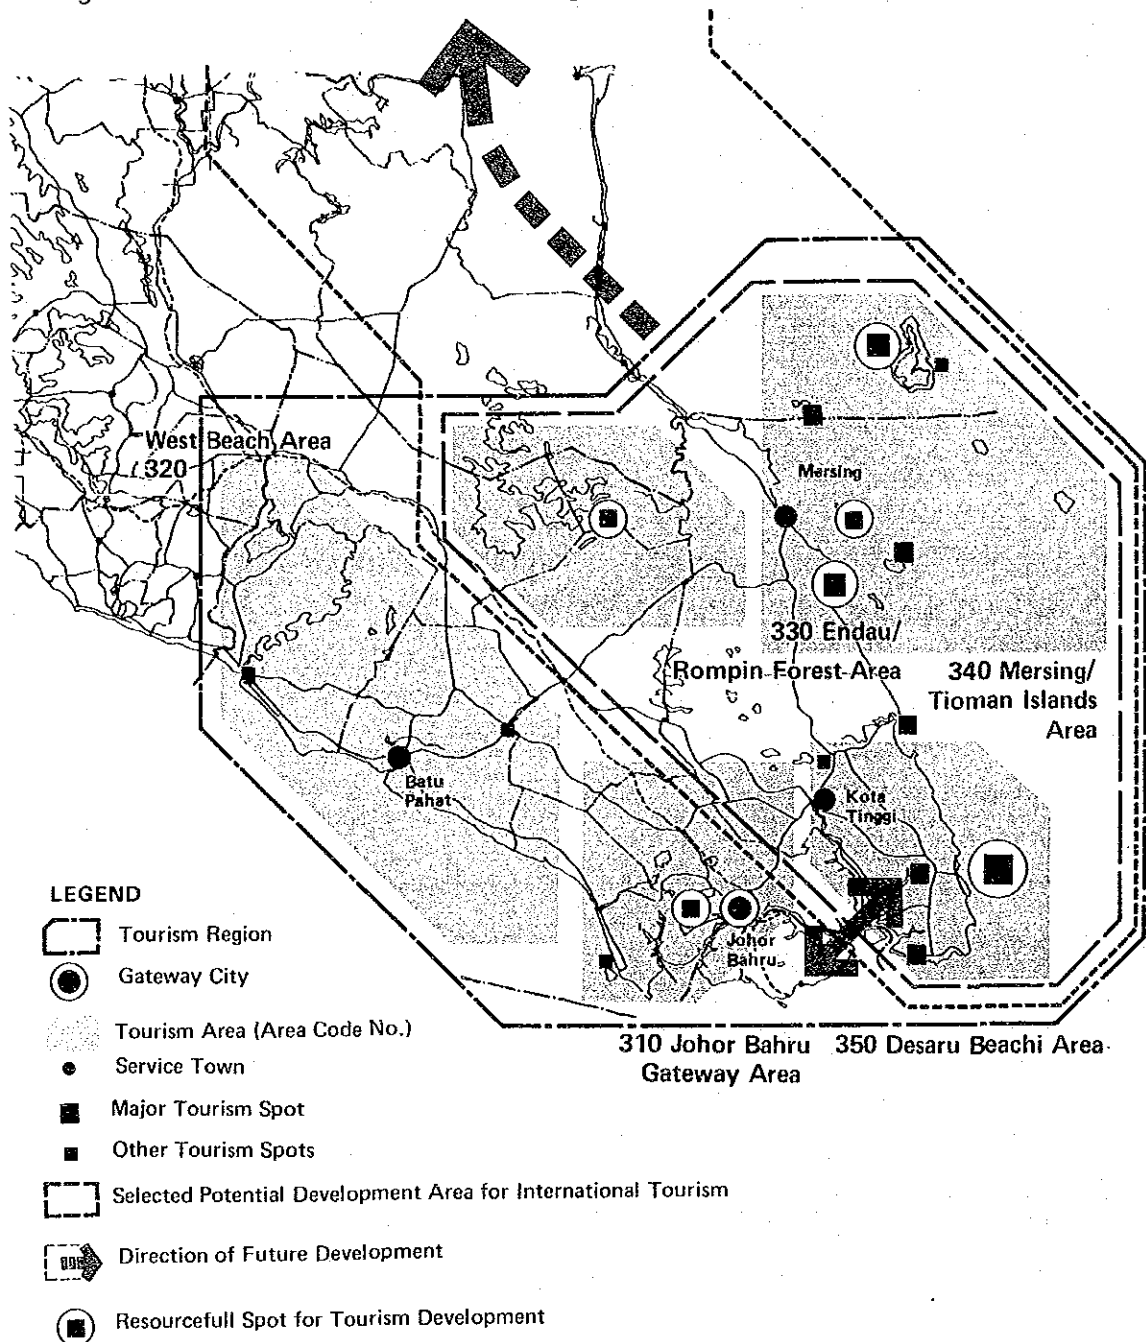 West Beach Area
320
Mersing
330 Endau/
Rompin Forest Area
340 Mersing/
Tioman Islands
Area
Batu
Pahat
Kota
Tinggi
Johor
Bahru
310 Johor Bahru
Gateway Area
350 Desaru Beachi Area
LEGEND
Tourism Region
Gateway City
Tourism Area (Area Code No.)
Service Town
Major Tourism Spot
Other Tourism Spots
Selected Potential Development Area for International Tourism
Direction of Future Development
Resourcefull Spot for Tourism Development